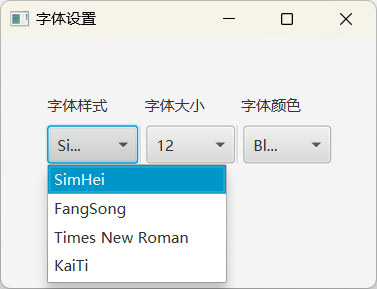 字体设置
字体样式 字体大小 字体颜色
Si... 12 Bl...
SimHei
FangSong
Times New Roman
KaiTi